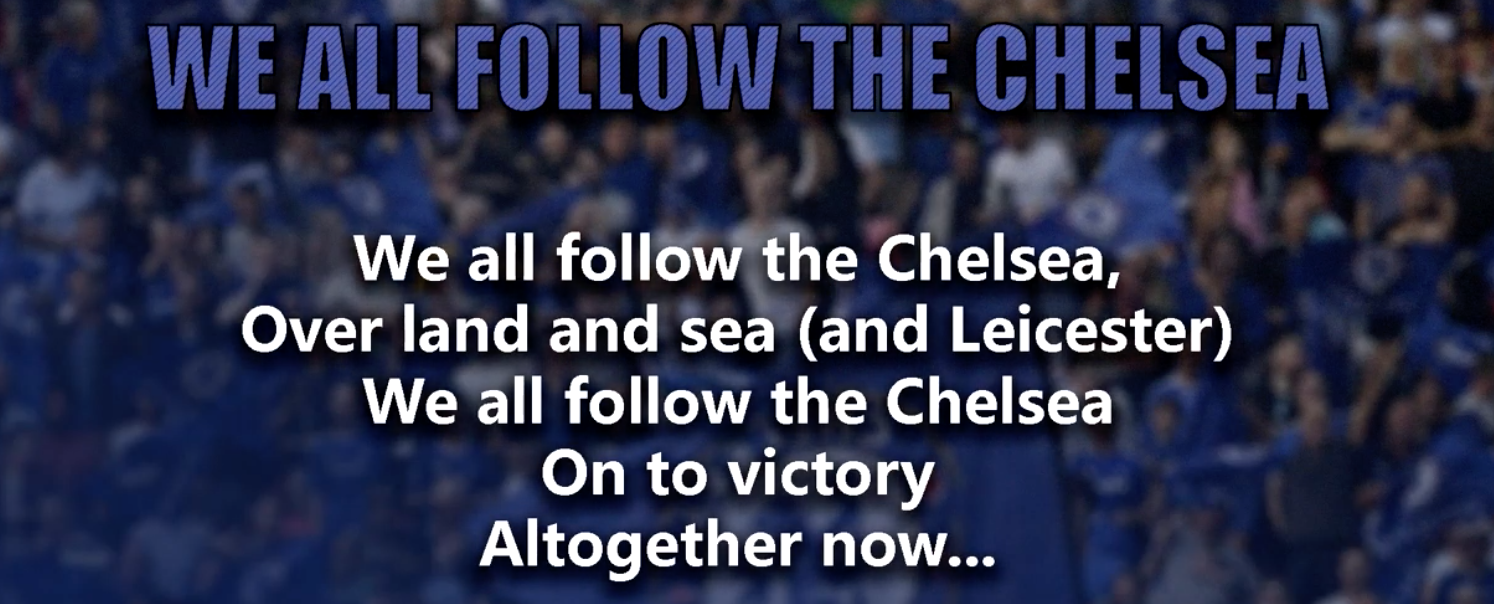 WE ALL FOLLOW THE CHELSEA
We all follow the Chelsea,
Over land and sea (and Leicester)
We all follow the Chelsea
On to victory
Altogether now...